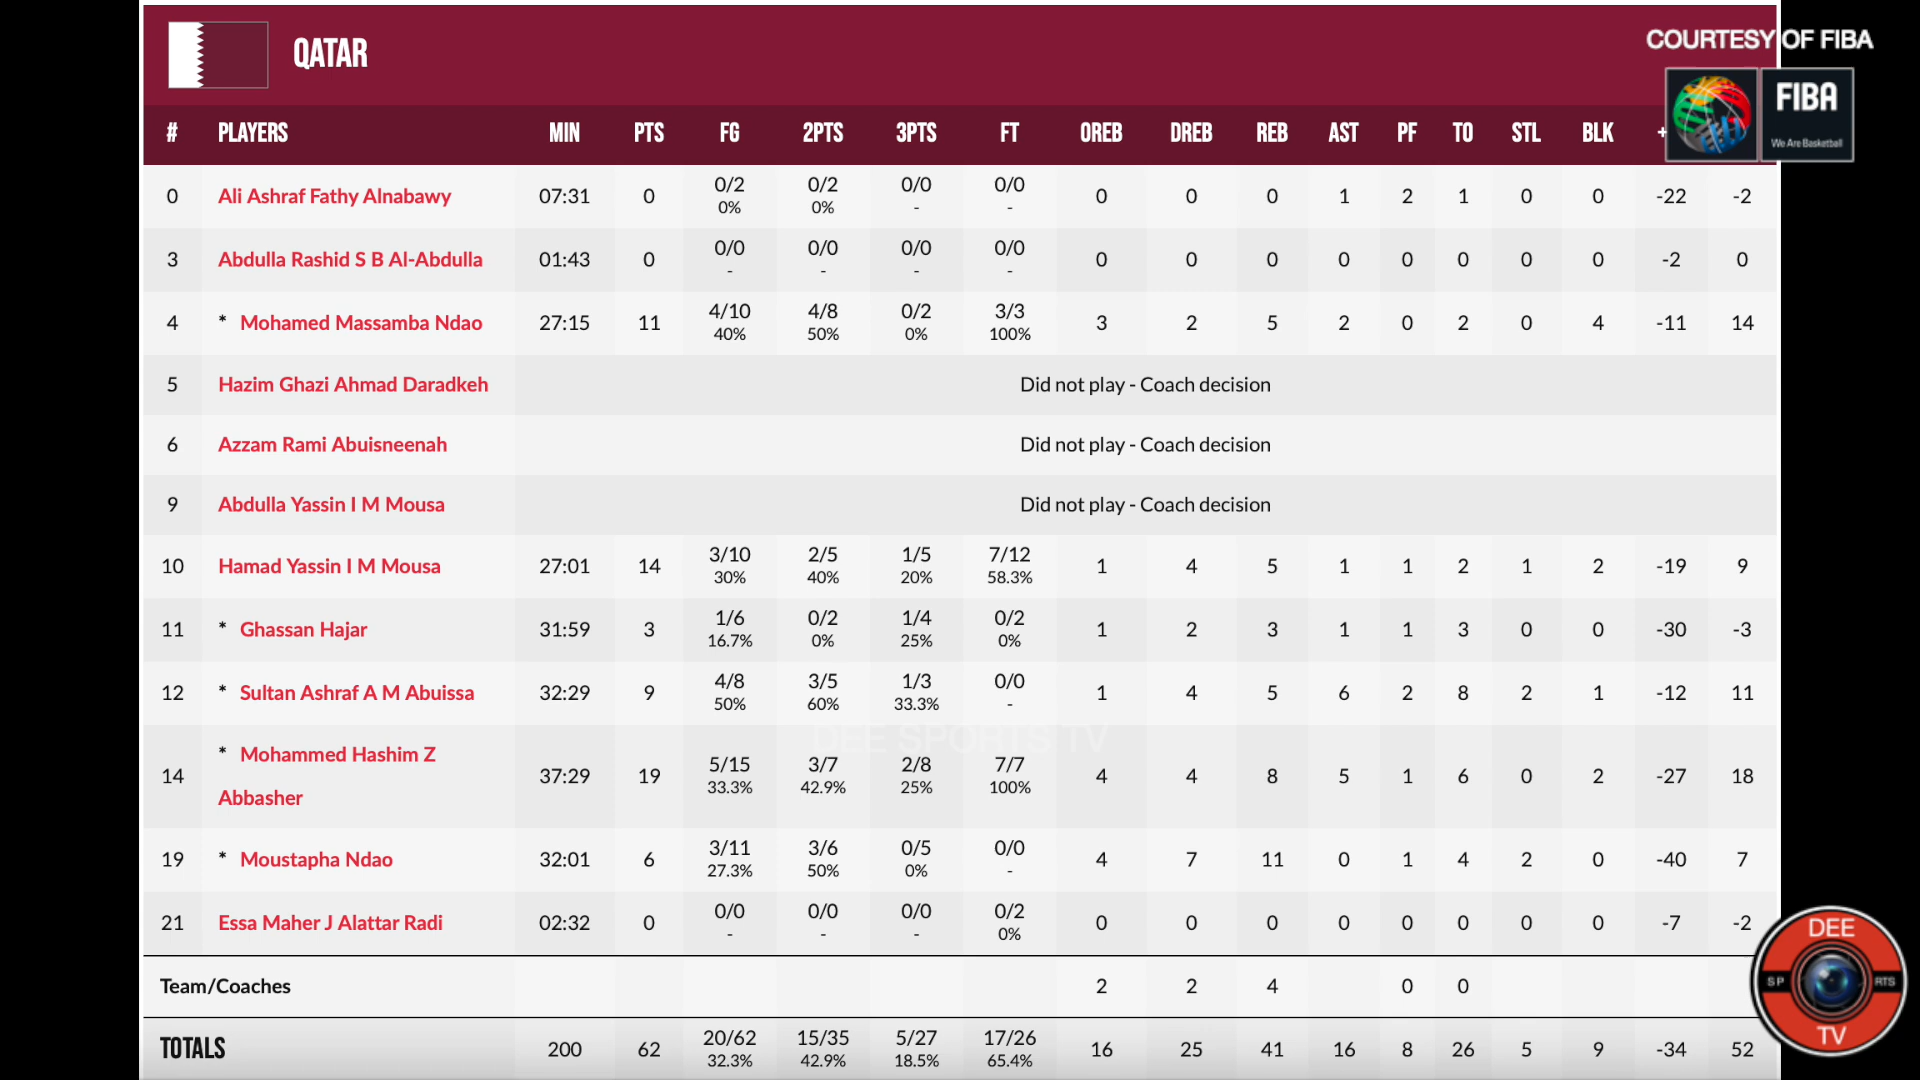 QATAR
COURTESY OF FIBA
FIBA
We Are Basketball
# PLAYERS MIN PTS FG 2PTS 3PTS FT OREB DREB REB AST PF TO STL BLK +
0 Ali Ashraf Fathy Alnabawy 07:31 0 0/2 0% 0/2 0% 0/0 - 0/0 - 0 0 0 1 2 1 0 0 -22 -2
3 Abdulla Rashid S B Al-Abdulla 01:43 0 0/0 - 0/0 - 0/0 - 0/0 - 0 0 0 0 0 0 0 0 -2 0
4 * Mohamed Massamba Ndao 27:15 11 4/10 40% 4/8 50% 0/2 0% 3/3 100% 3 2 5 2 0 2 0 4 -11 14
5 Hazim Ghazi Ahmad Daradkeh Did not play - Coach decision
6 Azzam Rami Abuisneenah Did not play - Coach decision
9 Abdulla Yassin I M Mousa Did not play - Coach decision
10 Hamad Yassin I M Mousa 27:01 14 3/10 30% 2/5 40% 1/5 20% 7/12 58.3% 1 4 5 1 1 2 1 2 -19 9
11 * Ghassan Hajar 31:59 3 1/6 16.7% 0/2 0% 1/4 25% 0/2 0% 1 2 3 1 1 3 0 0 -30 -3
12 * Sultan Ashraf A M Abuissa 32:29 9 4/8 50% 3/5 60% 1/3 33.3% 0/0 - 1 4 5 6 2 8 2 1 -12 11
DEE SPORTS TV
14 * Mohammed Hashim Z Abbasher 37:29 19 5/15 33.3% 3/7 42.9% 2/8 25% 7/7 100% 4 4 8 5 1 6 0 2 -27 18
19 * Moustapha Ndao 32:01 6 3/11 27.3% 3/6 50% 0/5 0% 0/0 - 4 7 11 0 1 4 2 0 -40 7
21 Essa Maher J Alattar Radi 02:32 0 0/0 - 0/0 - 0/0 - 0/2 0% 0 0 0 0 0 0 0 0 -7 -2
Team/Coaches 2 2 4 0 0
TOTALS 200 62 20/62 32.3% 15/35 42.9% 5/27 18.5% 17/26 65.4% 16 25 41 16 8 26 5 9 -34 52
DEE
SP RTS
TV